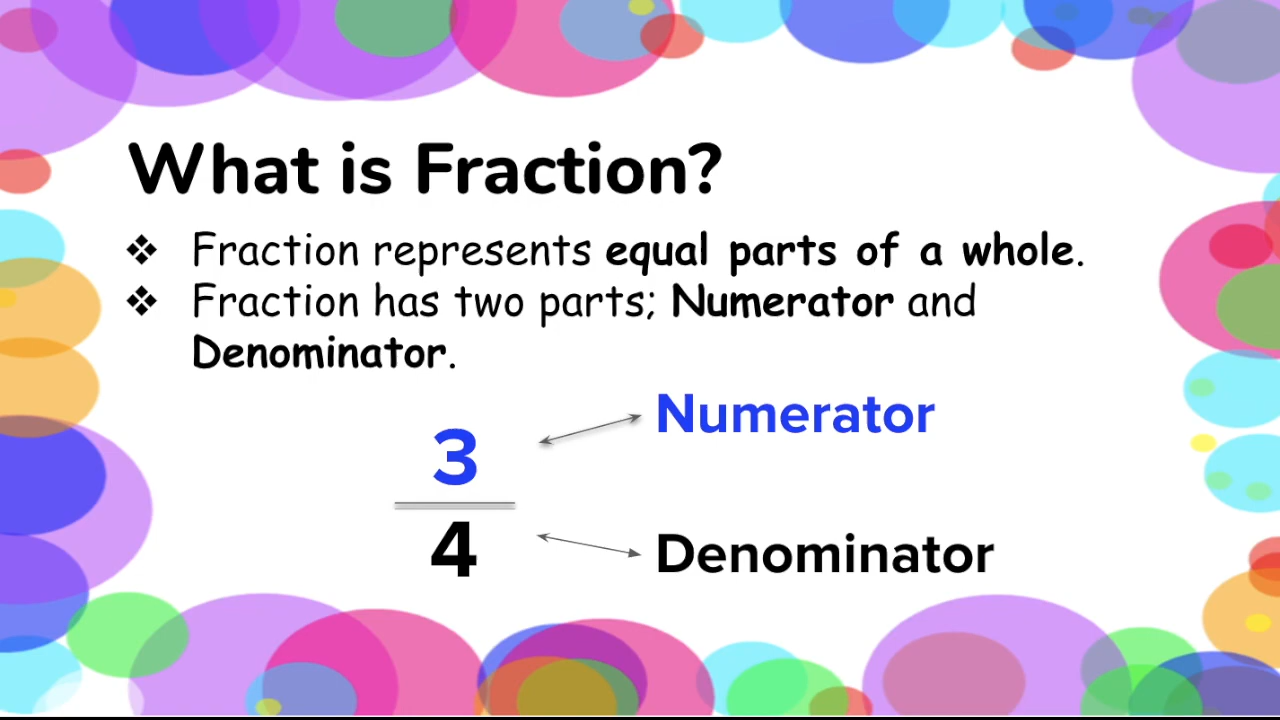 What is Fraction?
❖ Fraction represents equal parts of a whole.
❖ Fraction has two parts; Numerator and
Denominator.
Numerator
3
4
Denominator